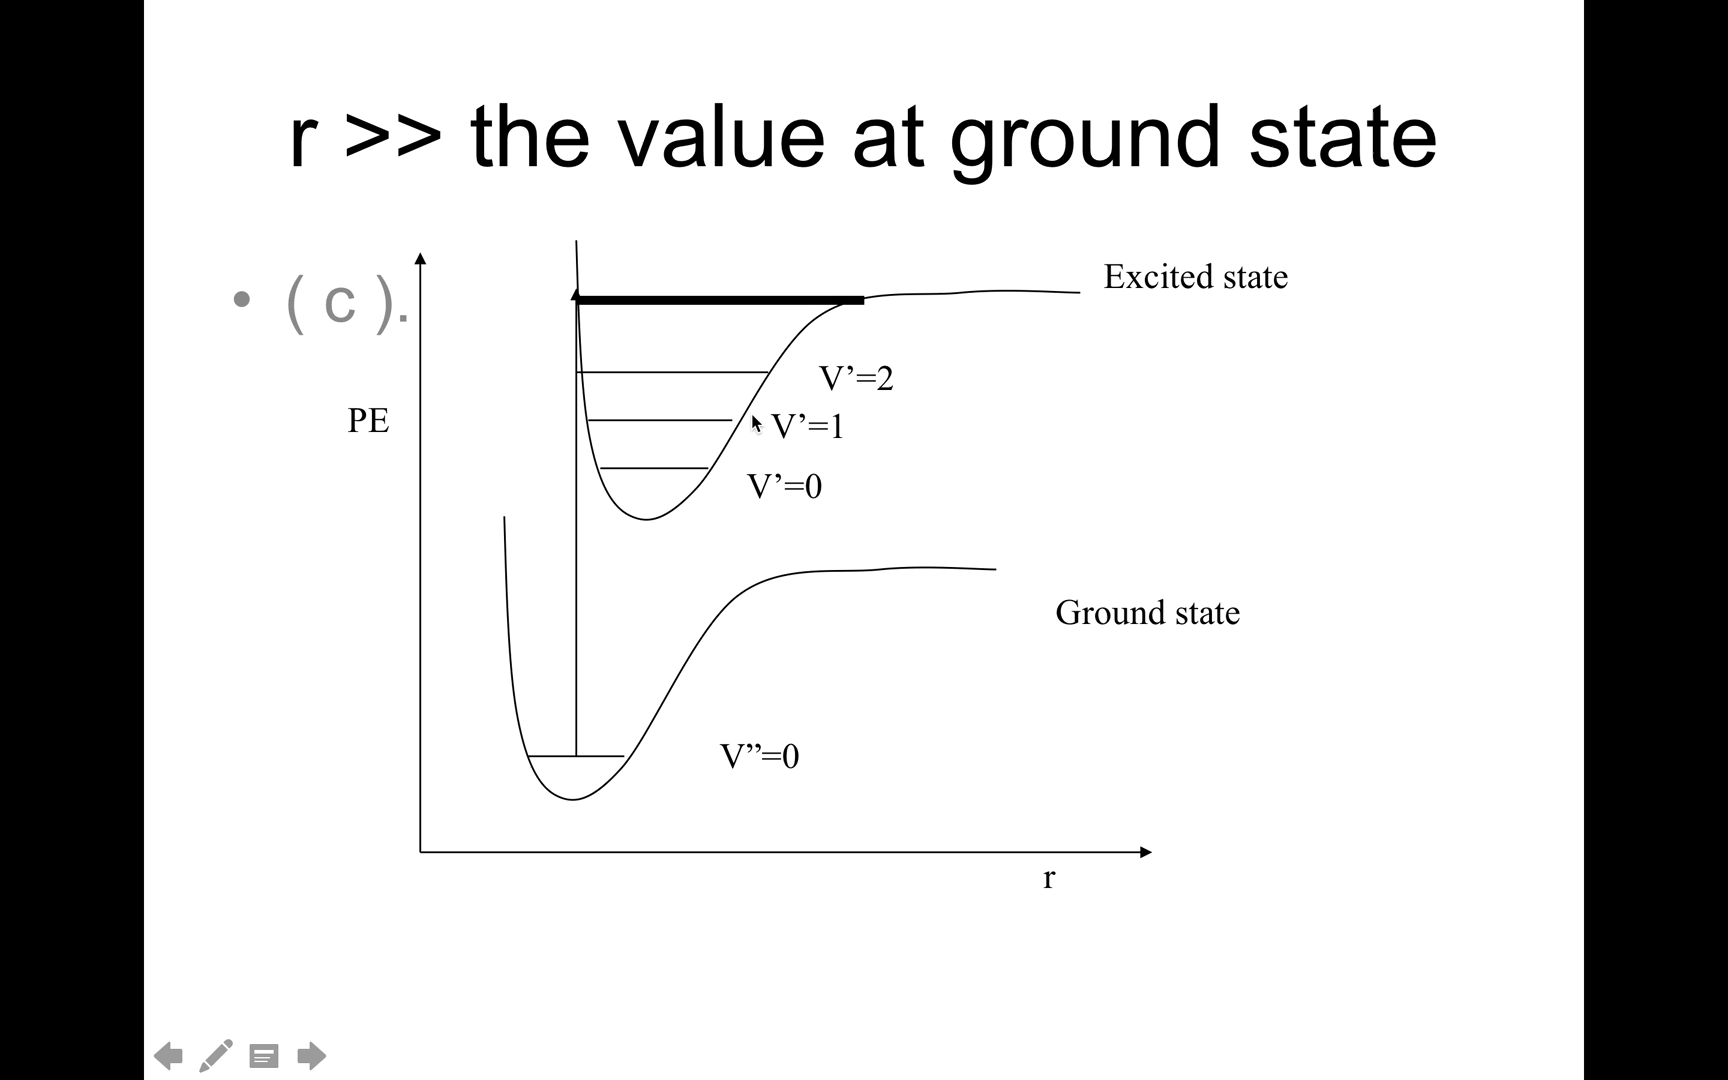 r >> the value at ground state
• ( c ).
Excited state
V’=2
PE
V’=1
V’=0
Ground state
V”=0
r